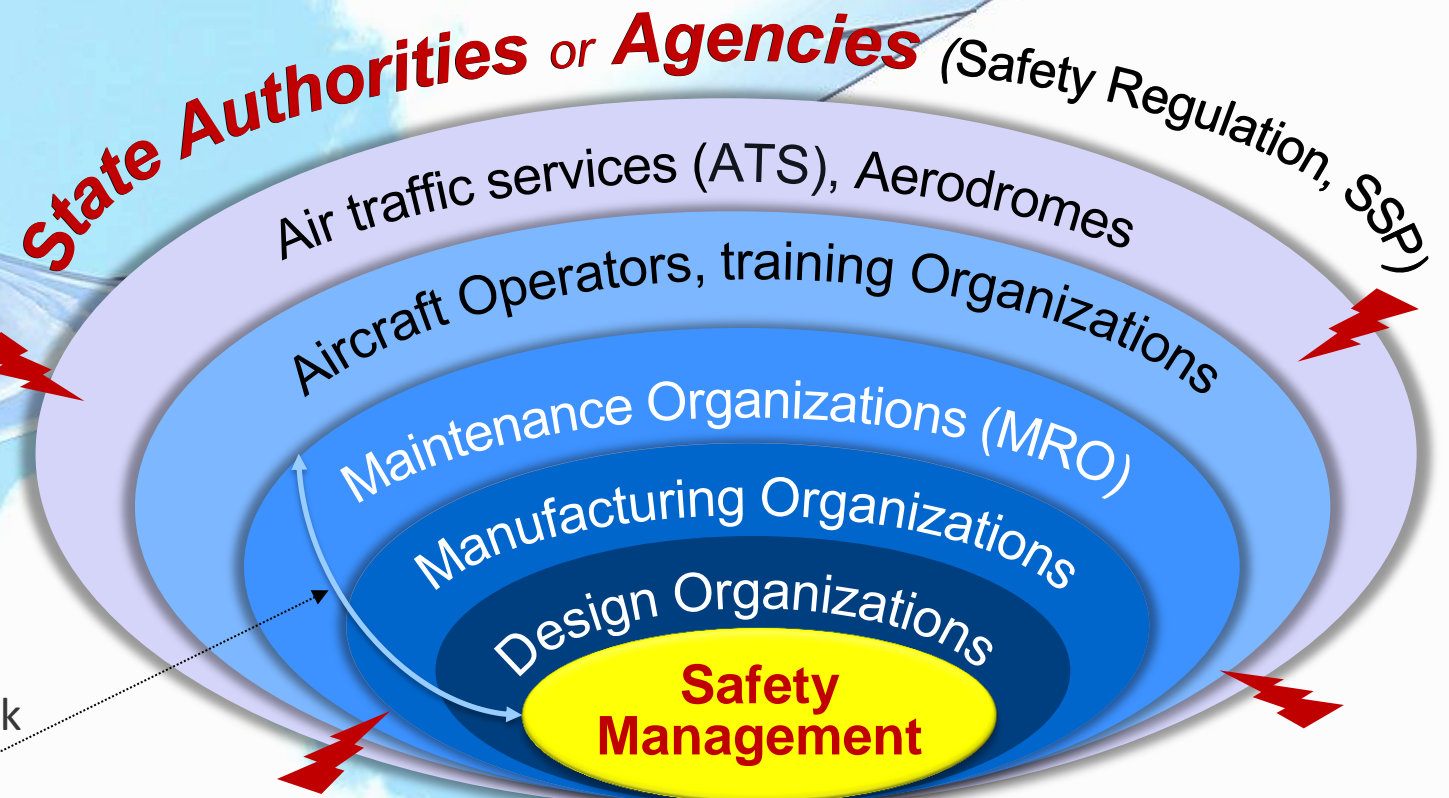 State Authorities or Agencies (Safety Regulation, SSP)
Air traffic services (ATS), Aerodromes
Aircraft Operators, training Organizations
Maintenance Organizations (MRO)
Manufacturing Organizations
Design Organizations
Safety
Management
k